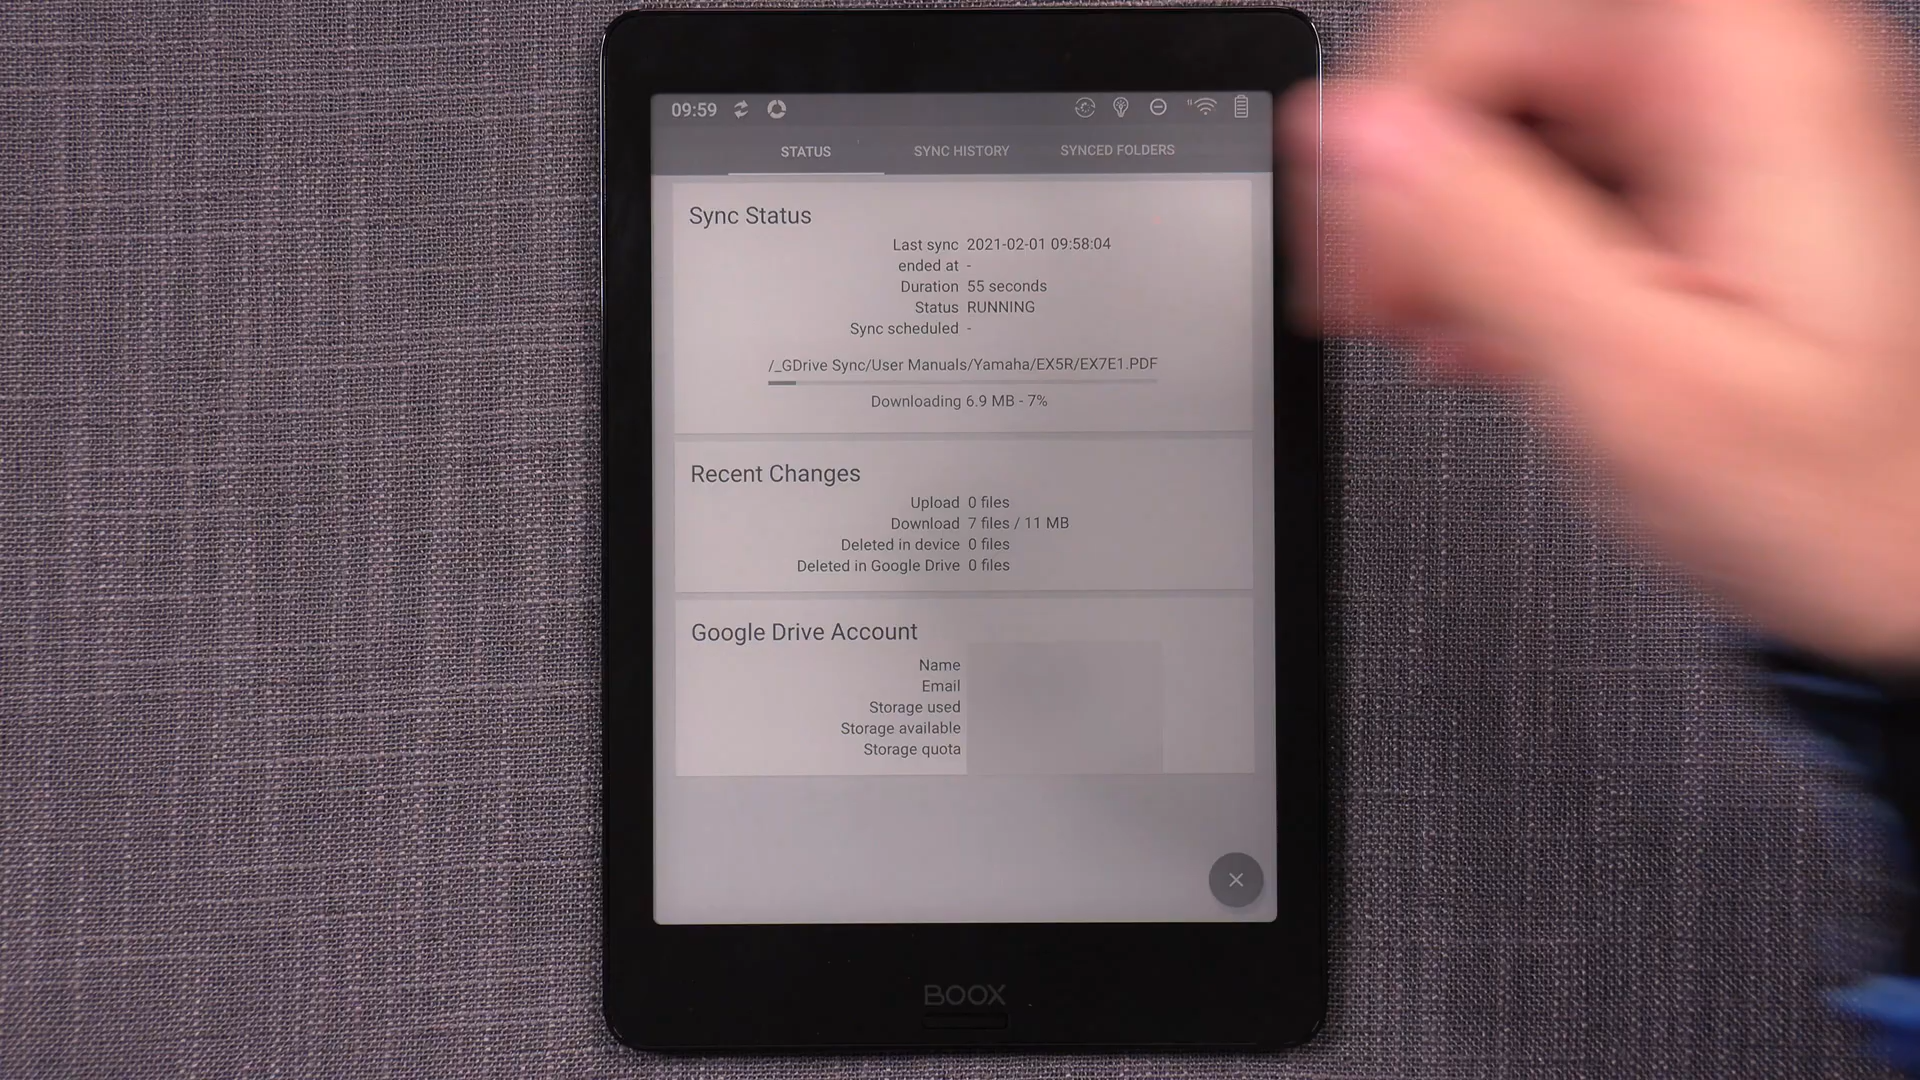 09:59
STATUS SYNC HISTORY SYNCED FOLDERS
Sync Status
Last sync 2021-02-01 09:58:04
ended at -
Duration 55 seconds
Status RUNNING
Sync scheduled -
/_GDrive Sync/User Manuals/Yamaha/EX5R/EX7E1.PDF
Downloading 6.9 MB - 7%
Recent Changes
Upload 0 files
Download 7 files / 11 MB
Deleted in device 0 files
Deleted in Google Drive 0 files
Google Drive Account
Name
Email
Storage used
Storage available
Storage quota
BOOX